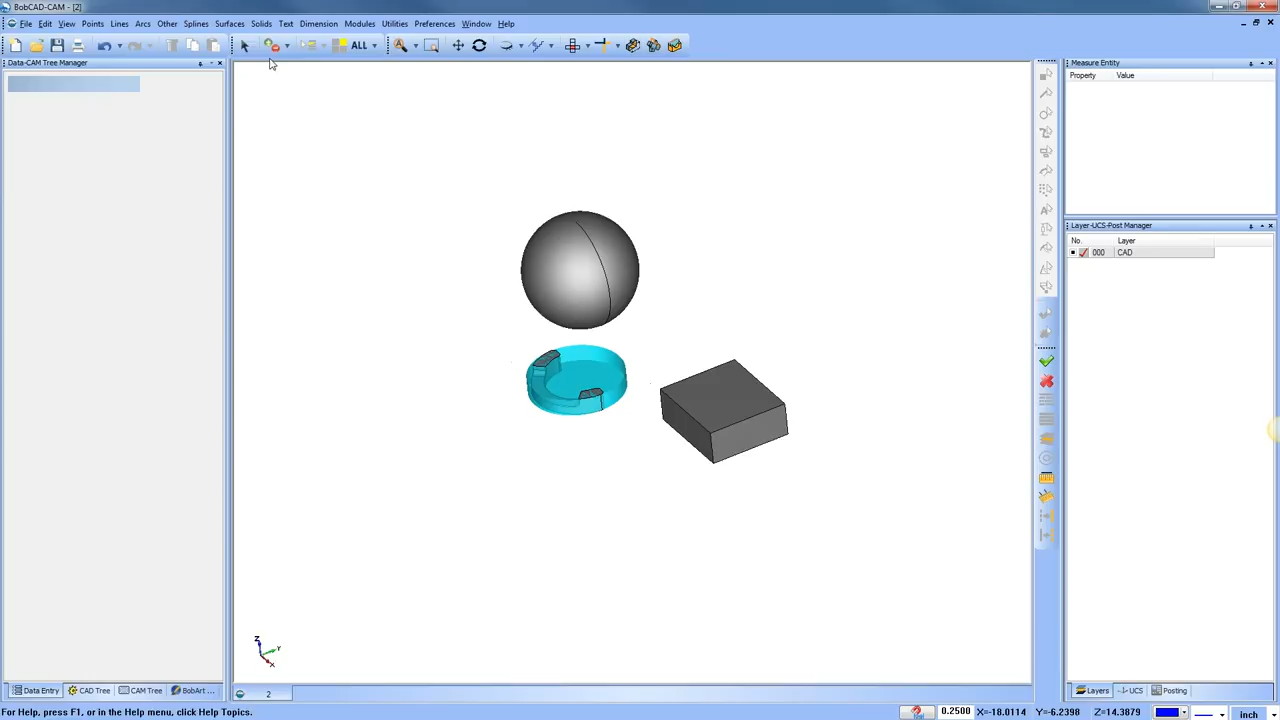 BobCAD-CAM - [2]
File Edit View Points Lines Arcs Other Splines Surfaces Solids Text Dimension Modules Utilities Preferences Window Help
ALL
Data-CAM Tree Manager
Measure Entity
Property Value
Layer-UCS-Post Manager
No. Layer
000 CAD
Z
Y
X
Data Entry CAD Tree CAM Tree BobArt ...
2
Layers UCS Posting
For Help, press F1, or in the Help menu, click Help Topics.
0.2500 X=-18.0114 Y=-6.2398 Z=14.3879 inch